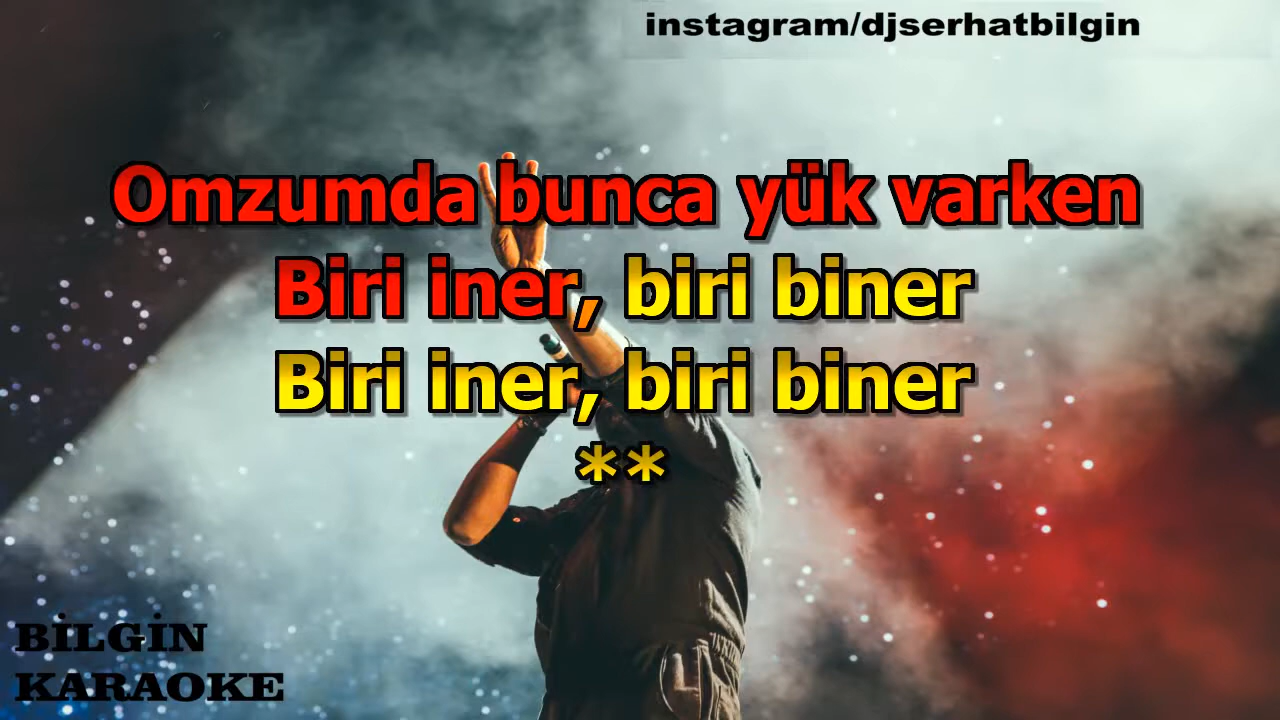 instagram/djserhatbilgin
Omzumda bunca yük varken
Biri iner, biri biner
Biri iner, biri biner
**
BİLGİN
KARAOKE